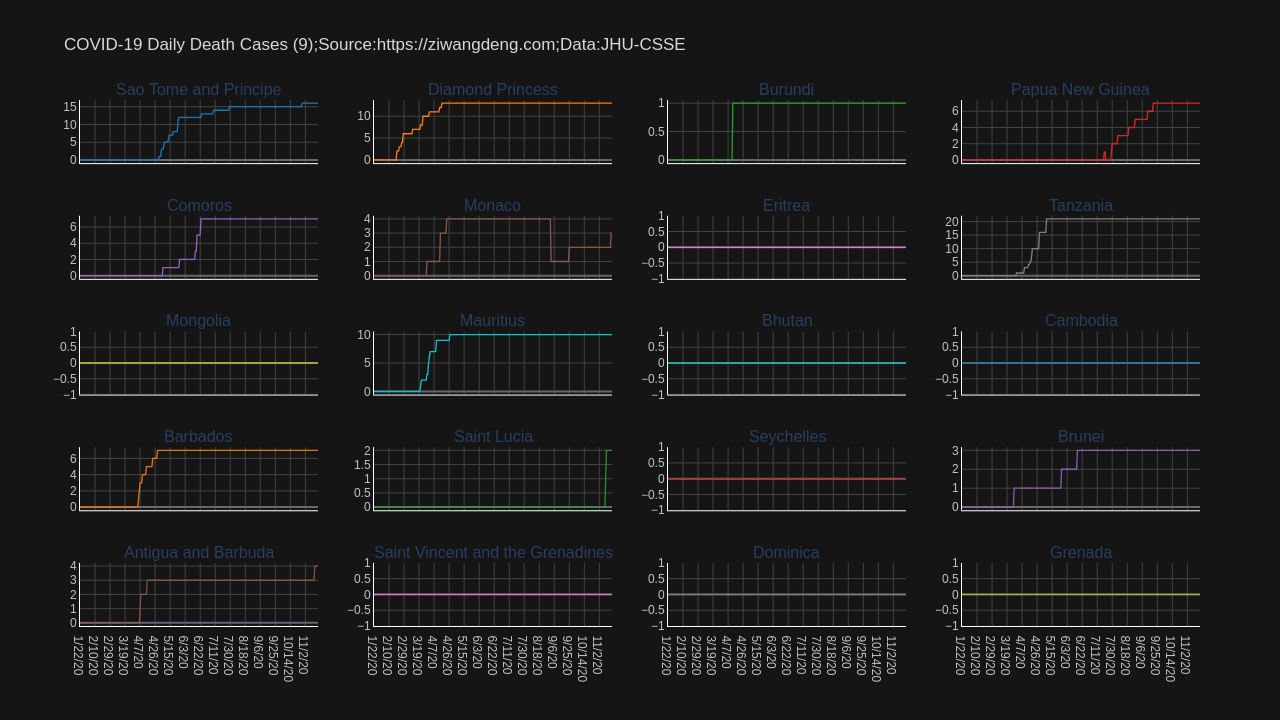 COVID-19 Daily Death Cases (9);Source:https://ziwangdeng.com;Data:JHU-CSSE
Sao Tome and Principe Diamond Princess Burundi Papua New Guinea
15 10 5 0
10 5 0
1 0.5 0
6 4 2 0
Comoros Monaco Eritrea Tanzania
6 4 2 0
4 3 2 1 0
1 0.5 0 −0.5 −1
20 15 10 5 0
Mongolia Mauritius Bhutan Cambodia
1 0.5 0 −0.5 −1
10 5 0
1 0.5 0 −0.5 −1
1 0.5 0 −0.5 −1
Barbados Saint Lucia Seychelles Brunei
6 4 2 0
2 1.5 1 0.5 0
1 0.5 0 −0.5 −1
3 2 1 0
Antigua and Barbuda Saint Vincent and the Grenadines Dominica Grenada
4 3 2 1 0
1 0.5 0 −0.5 −1
1 0.5 0 −0.5 −1
1 0.5 0 −0.5 −1
1/22/20 2/10/20 2/29/20 3/19/20 4/7/20 4/26/20 5/15/20 6/3/20 6/22/20 7/11/20 7/30/20 8/18/20 9/6/20 9/25/20 10/14/20 11/2/20
1/22/20 2/10/20 2/29/20 3/19/20 4/7/20 4/26/20 5/15/20 6/3/20 6/22/20 7/11/20 7/30/20 8/18/20 9/6/20 9/25/20 10/14/20 11/2/20
1/22/20 2/10/20 2/29/20 3/19/20 4/7/20 4/26/20 5/15/20 6/3/20 6/22/20 7/11/20 7/30/20 8/18/20 9/6/20 9/25/20 10/14/20 11/2/20
1/22/20 2/10/20 2/29/20 3/19/20 4/7/20 4/26/20 5/15/20 6/3/20 6/22/20 7/11/20 7/30/20 8/18/20 9/6/20 9/25/20 10/14/20 11/2/20